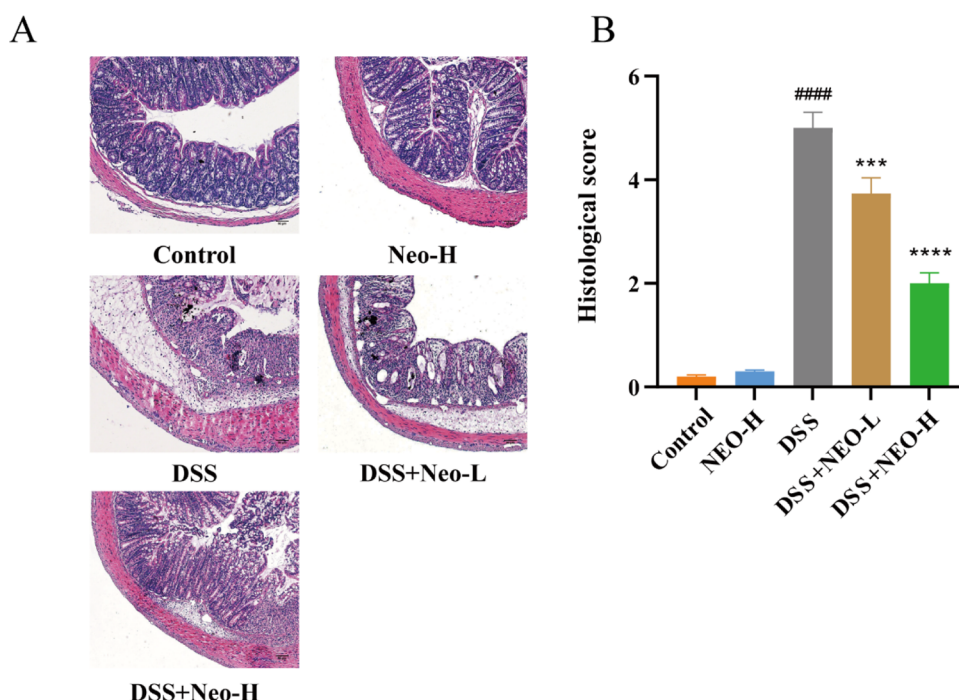 A
B
Control
Neo-H
DSS
DSS+Neo-L
DSS+Neo-H
Histological score
6
4
2
0
####
***
****
Control
NEO-H
DSS
DSS+NEO-L
DSS+NEO-H